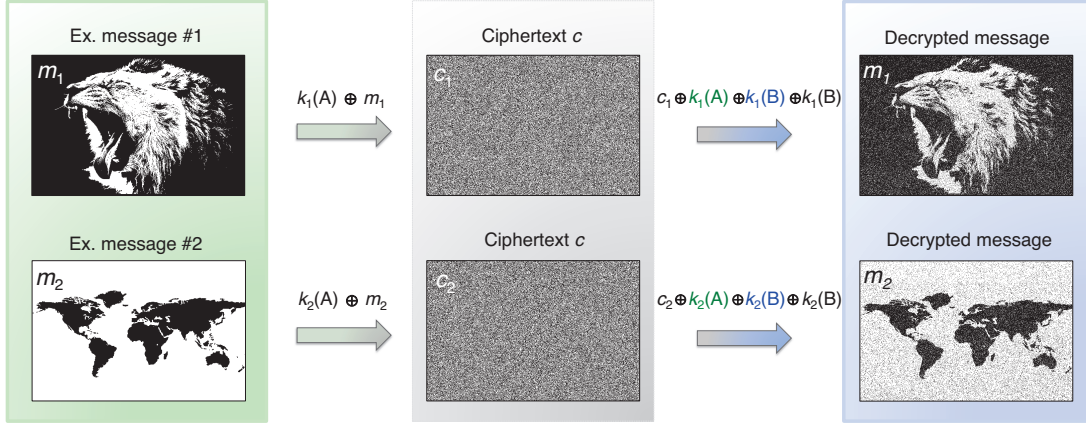 Ex. message #1
Ciphertext c
Decrypted message
m₁
k₁(A) ⊕ m₁
c₁
c₁⊕k₁(A)⊕k₁(B)⊕k₁(B)
m₁
Ex. message #2
Ciphertext c
Decrypted message
m₂
k₂(A) ⊕ m₂
c₂
c₂⊕k₂(A)⊕k₂(B)⊕k₂(B)
m₂